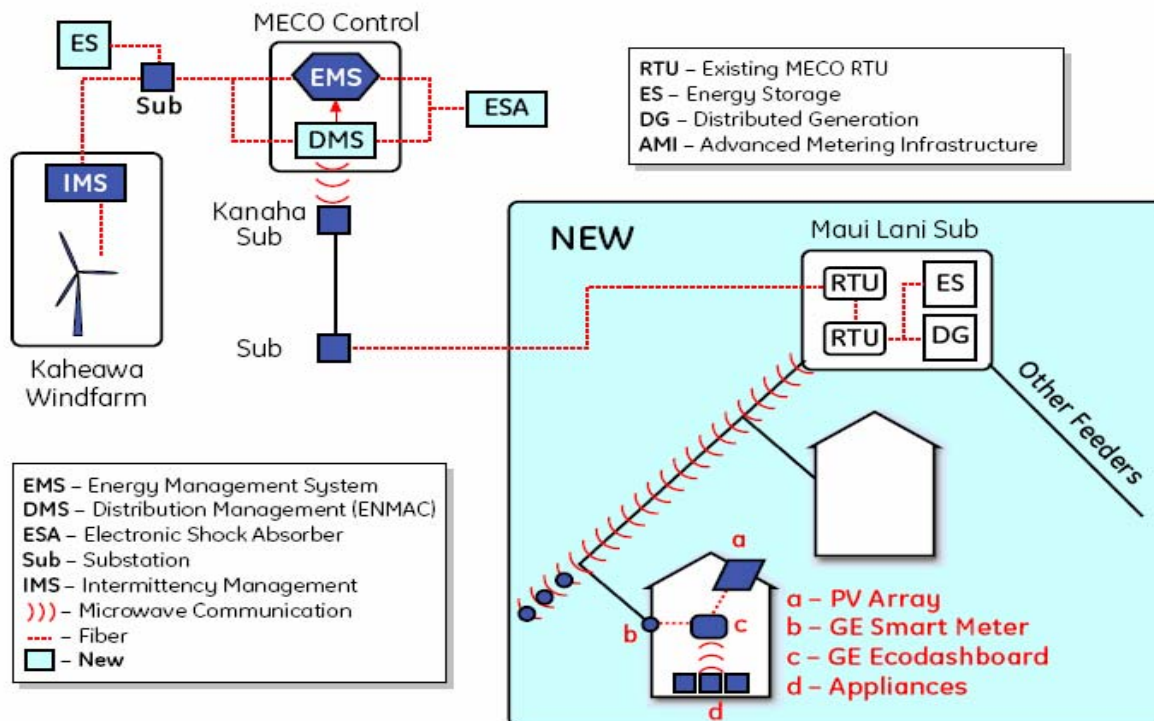 MECO Control
ES
EMS
Sub
ESA
DMS
IMS
Kanaha
Sub
Sub
Kaheawa
Windfarm
RTU – Existing MECO RTU
ES – Energy Storage
DG – Distributed Generation
AMI – Advanced Metering Infrastructure
NEW
Maui Lani Sub
RTU
ES
RTU
DG
Other Feeders
EMS – Energy Management System
DMS – Distribution Management (ENMAC)
ESA – Electronic Shock Absorber
Sub – Substation
IMS – Intermittency Management
– Microwave Communication
– Fiber
– New
a
b
c
d
a – PV Array
b – GE Smart Meter
c – GE Ecodashboard
d – Appliances